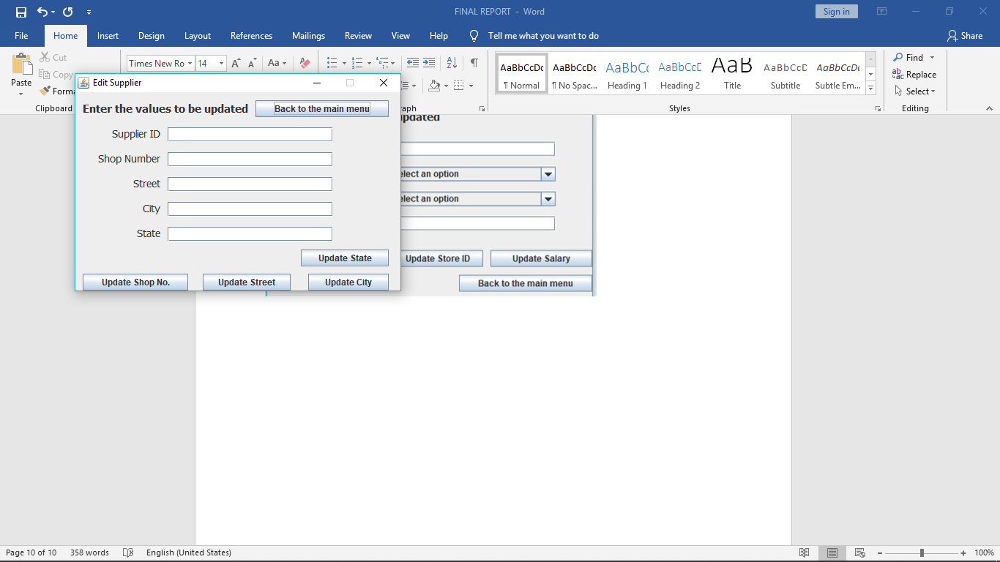 FINAL REPORT - Word
Sign in
File Home Insert Design Layout References Mailings Review View Help Tell me what you want to do Share
Cut
Copy
Paste
Clipboard
Times New Ro 14
Aa
AaBbCcDc AaBbCcDc AaBbCc AaBbCcD AaB AaBbCcD AaBbCcDc
¶ Normal ¶ No Spac... Heading 1 Heading 2 Title Subtitle Subtle Em...
Styles
Find
Replace
Select
Editing
Edit Supplier
Enter the values to be updated Back to the main menu
Supplier ID
Shop Number
Street
City
State
Update State
Update Shop No. Update Street Update City
an option
an option
Update Store ID Update Salary
Back to the main menu
Page 10 of 10 358 words English (United States) 100%